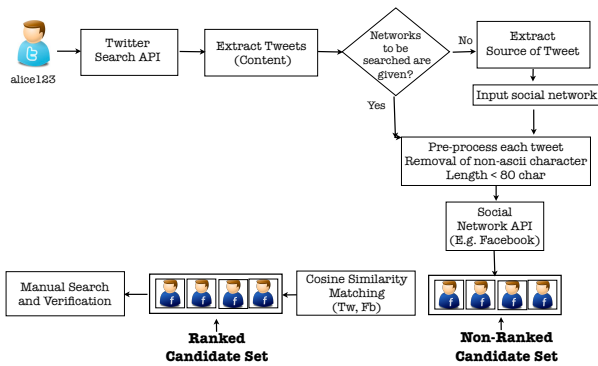 alice123
Twitter
Search API
Extract Tweets
(Content)
Networks
to be
searched are
given?
No
Yes
Extract
Source of Tweet
Input social network
Pre-process each tweet
Removal of non-ascii character
Length < 80 char
Social
Network API
(E.g. Facebook)
f f f f
Non-Ranked
Candidate Set
Cosine Similarity
Matching
(Tw, Fb)
f f f f
Ranked
Candidate Set
Manual Search
and Verification